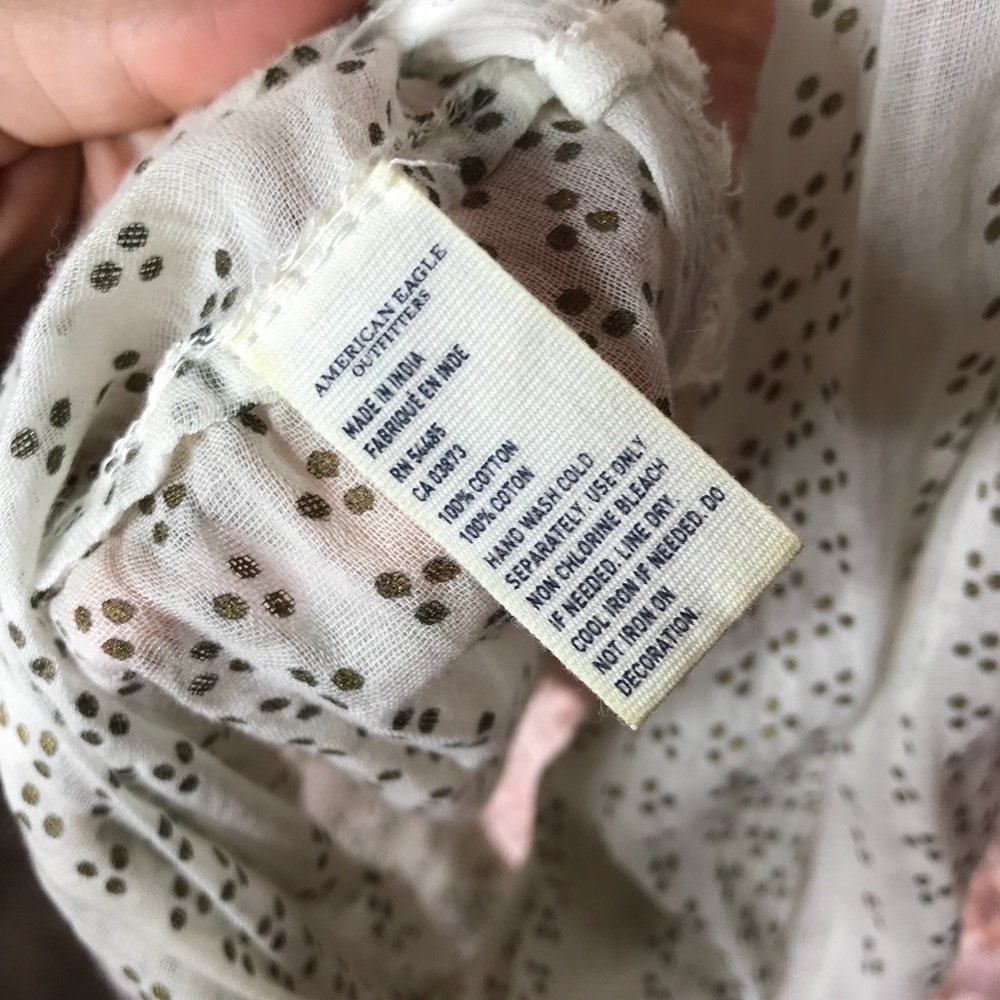 AMERICAN EAGLE
OUTFITTERS
MADE IN INDIA
FABRIQUÉ EN INDE
RN 54485
CA 03873
100% COTTON
100% COTON
HAND WASH COLD
SEPARATELY. USE ONLY
NON CHLORINE BLEACH
IF NEEDED. LINE DRY.
COOL IRON IF NEEDED. DO
NOT IRON ON
DECORATION.